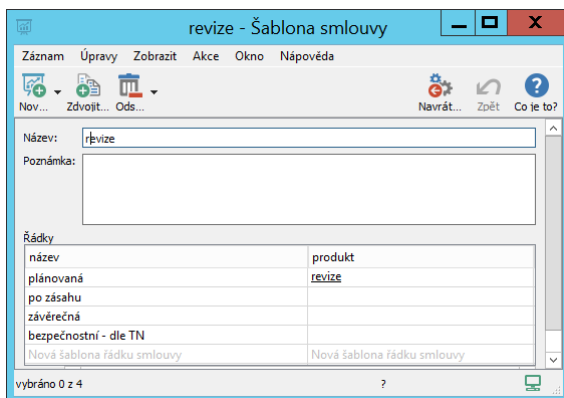 revize - Šablona smlouvy
Záznam Úpravy Zobrazit Akce Okno Nápověda
Nov... Zdvojit... Ods... Navrát... Zpět Co je to?
Název: revize
Poznámka:
Řádky
název produkt
plánovaná revize
po zásahu
závěrečná
bezpečnostní - dle TN
Nová šablona řádku smlouvy Nová šablona řádku smlouvy
vybráno 0 z 4 ?